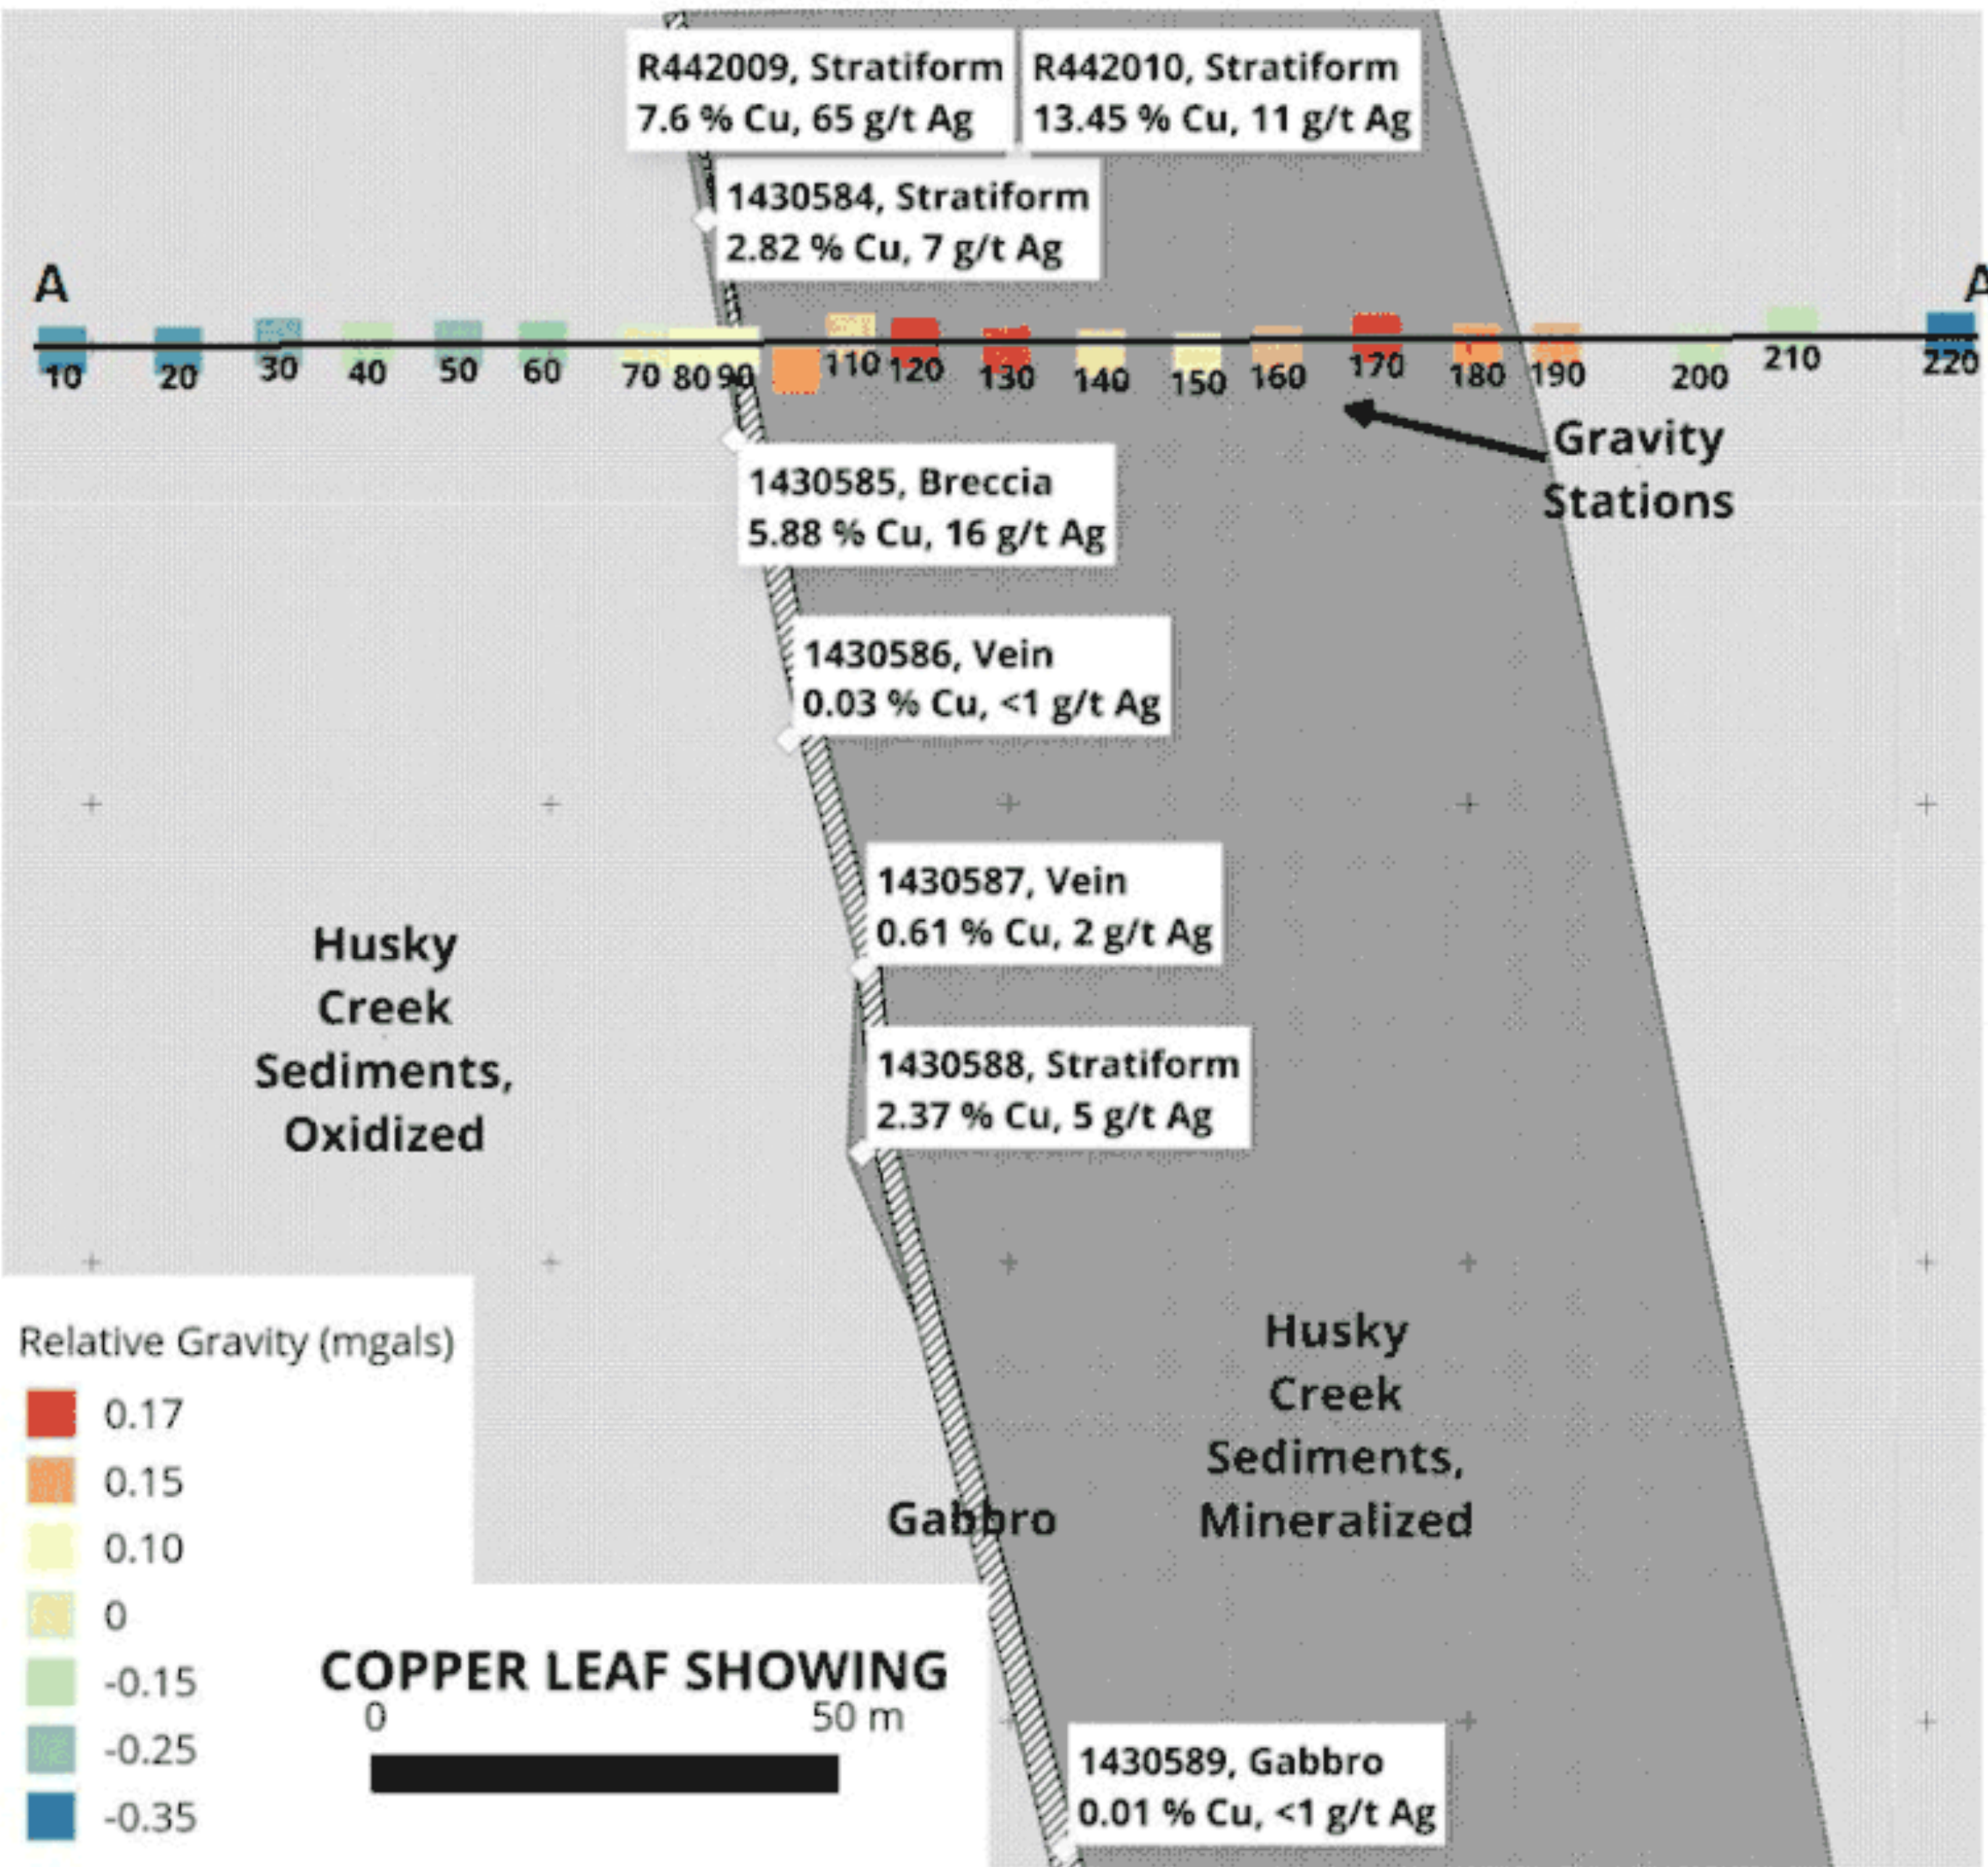 R442009, Stratiform
7.6 % Cu, 65 g/t Ag
R442010, Stratiform
13.45 % Cu, 11 g/t Ag
1430584, Stratiform
2.82 % Cu, 7 g/t Ag
A
A
10 20 30 40 50 60 70 80 90 110 120 130 140 150 160 170 180 190 200 210 220
Gravity
Stations
1430585, Breccia
5.88 % Cu, 16 g/t Ag
1430586, Vein
0.03 % Cu, <1 g/t Ag
1430587, Vein
0.61 % Cu, 2 g/t Ag
1430588, Stratiform
2.37 % Cu, 5 g/t Ag
Husky
Creek
Sediments,
Oxidized
Husky
Creek
Sediments,
Mineralized
Gabbro
Relative Gravity (mgals)
0.17
0.15
0.10
0
-0.15
-0.25
-0.35
COPPER LEAF SHOWING
0 50 m
1430589, Gabbro
0.01 % Cu, <1 g/t Ag